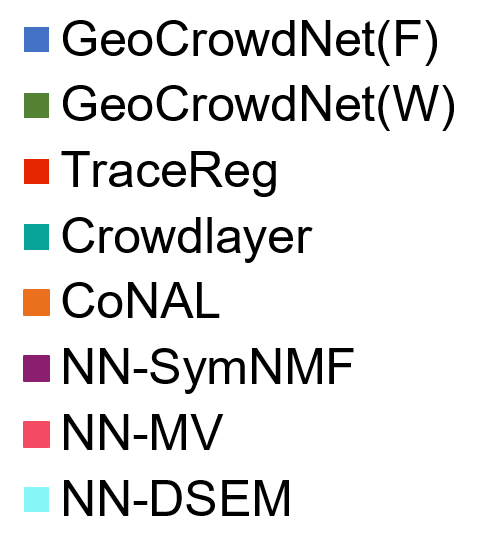 GeoCrowdNet(F)
GeoCrowdNet(W)
TraceReg
Crowdlayer
CoNAL
NN-SymNMF
NN-MV
NN-DSEM